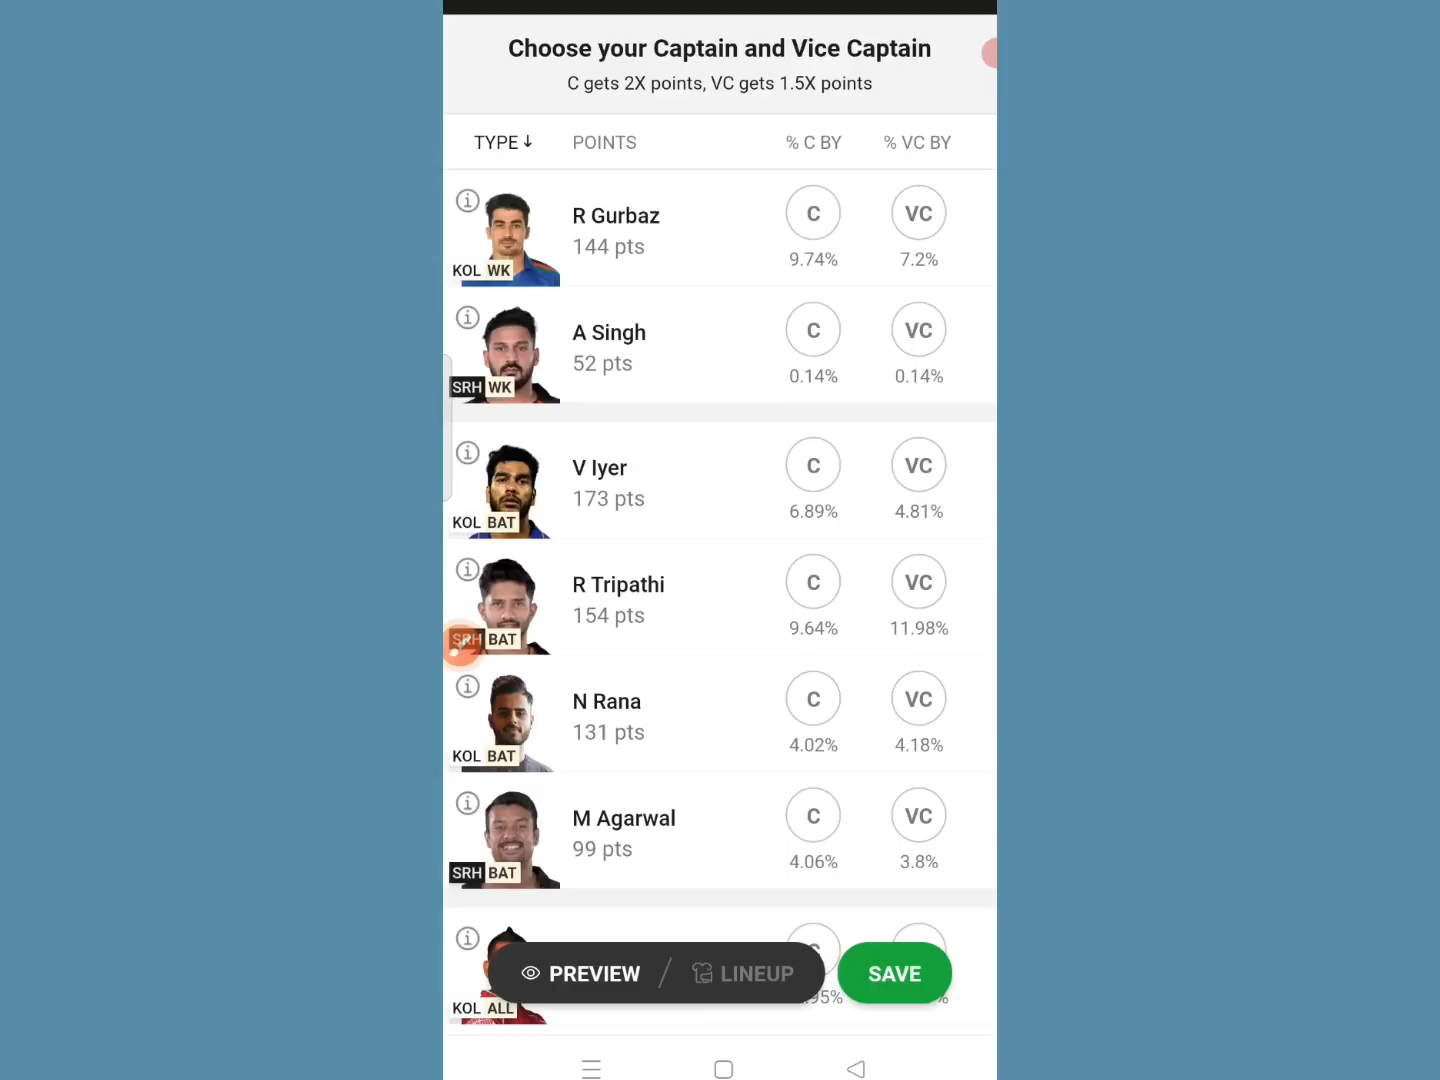 Choose your Captain and Vice Captain
C gets 2X points, VC gets 1.5X points
TYPE↓ POINTS % C BY % VC BY
R Gurbaz
144 pts
C VC
9.74% 7.2%
KOL WK
A Singh
52 pts
C VC
0.14% 0.14%
SRH WK
V Iyer
173 pts
C VC
6.89% 4.81%
KOL BAT
R Tripathi
154 pts
C VC
9.64% 11.98%
SRH BAT
N Rana
131 pts
C VC
4.02% 4.18%
KOL BAT
M Agarwal
99 pts
C VC
4.06% 3.8%
SRH BAT
PREVIEW / LINEUP SAVE
KOL ALL